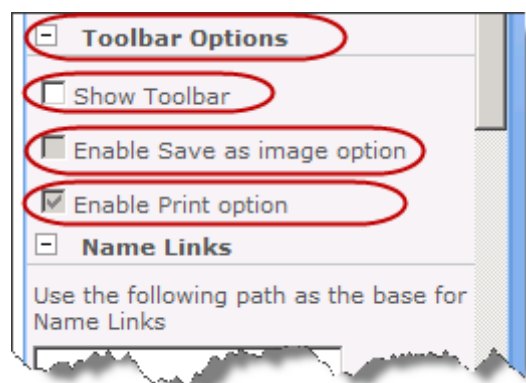 Toolbar Options
Show Toolbar
Enable Save as image option
Enable Print option
Name Links
Use the following path as the base for
Name Links